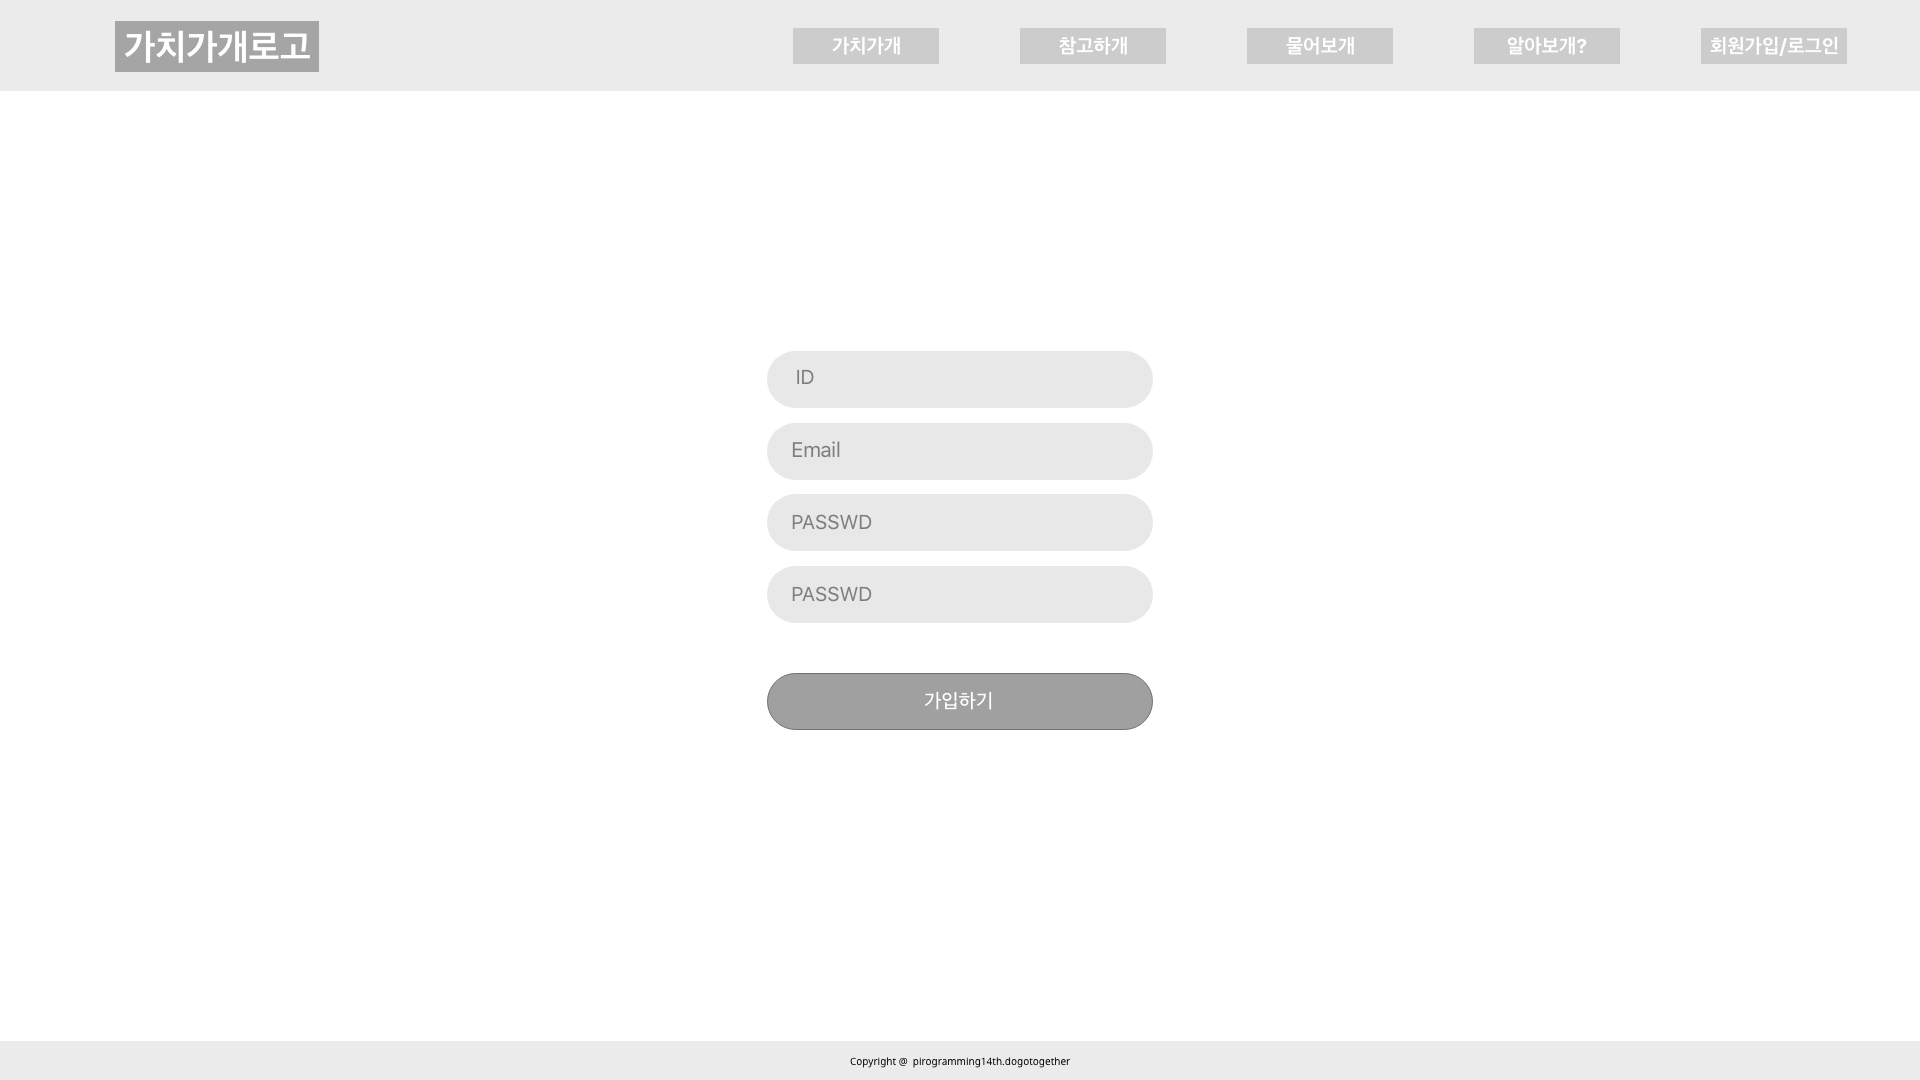 가치가개로고
가치가개
참고하개
물어보개
알아보개?
회원가입/로그인
ID
Email
PASSWD
PASSWD
가입하기
Copyright @ pirogramming14th.dogotogether